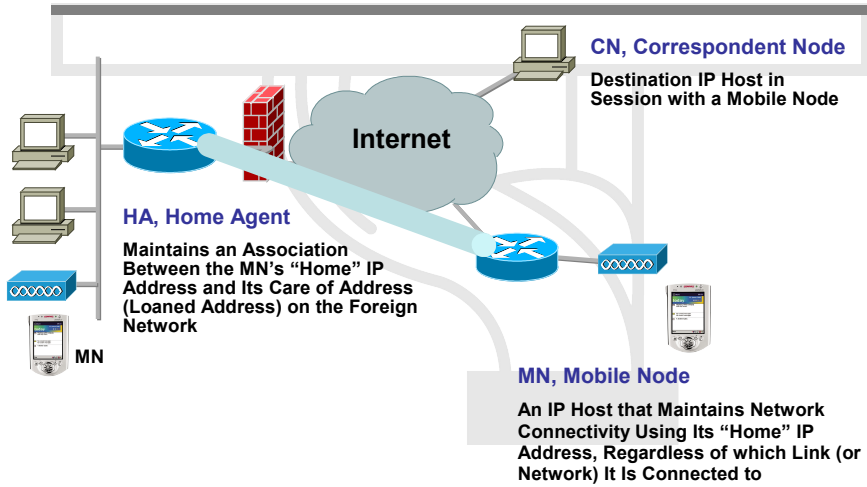 CN, Correspondent Node
Destination IP Host in
Session with a Mobile Node
Internet
HA, Home Agent
Maintains an Association
Between the MN's “Home” IP
Address and Its Care of Address
(Loaned Address) on the Foreign
Network
MN
MN, Mobile Node
An IP Host that Maintains Network
Connectivity Using Its “Home” IP
Address, Regardless of which Link (or
Network) It Is Connected to